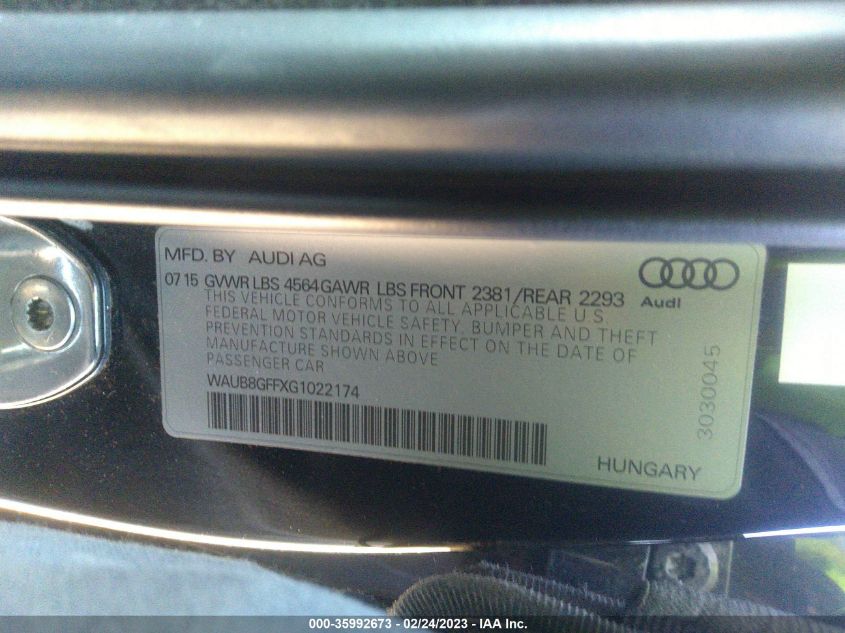 MFD. BY AUDI AG
07 15 GVWR LBS 4564 GAWR LBS FRONT 2381/REAR 2293
THIS VEHICLE CONFORMS TO ALL APPLICABLE U S
FEDERAL MOTOR VEHICLE SAFETY, BUMPER AND THEFT
PREVENTION STANDARDS IN EFFECT ON THE DATE OF
MANUFACTURE SHOWN ABOVE
PASSENGER CAR
WAUB8GFFXG1022174
Audi
3030045
HUNGARY
000-35992673 - 02/24/2023 - IAA Inc.